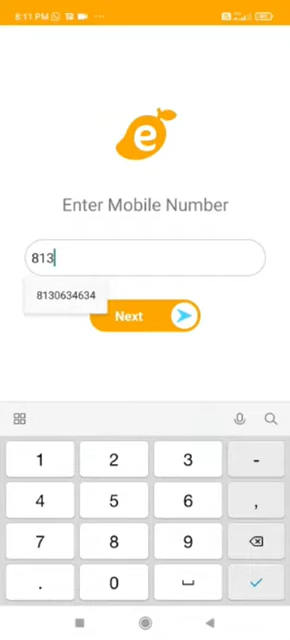 8:11 PM
e
Enter Mobile Number
813
8130634634
Next
1 2 3 -
4 5 6 ,
7 8 9
. 0